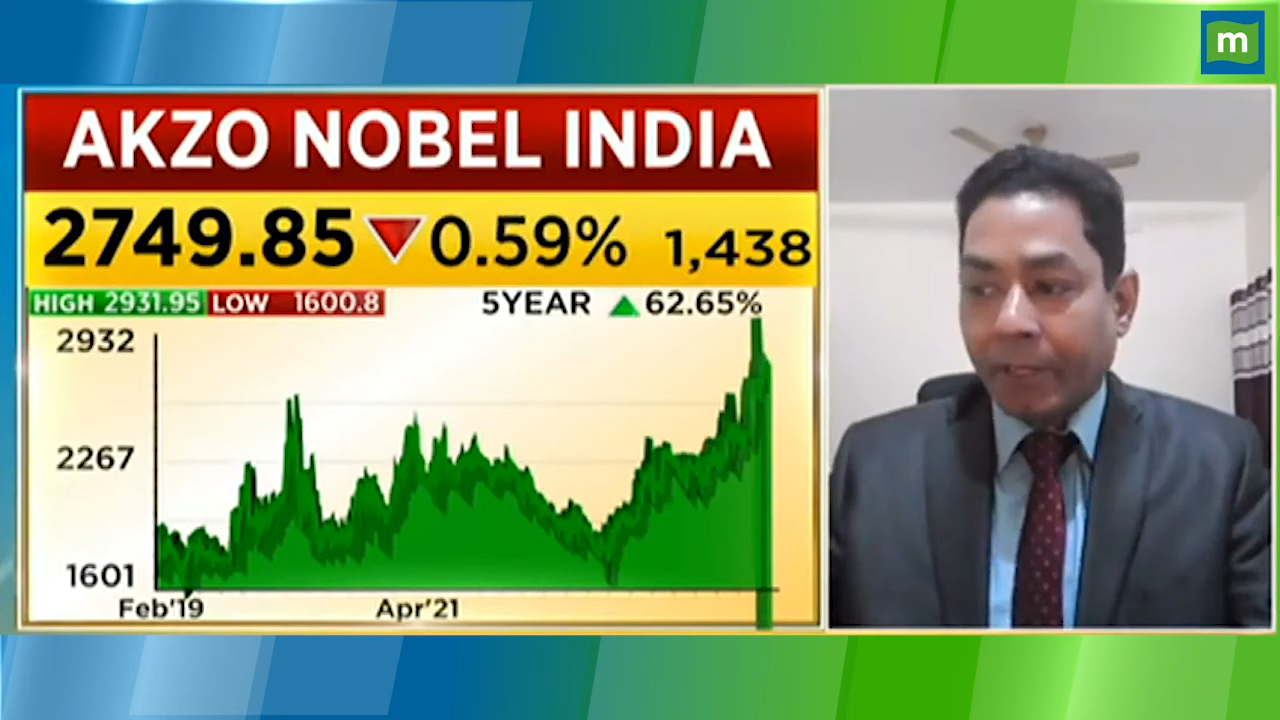 m
AKZO NOBEL INDIA
2749.85 ▼ 0.59% 1,438
HIGH 2931.95 LOW 1600.8 5YEAR ▲ 62.65%
2932
2267
1601
Feb'19 Apr'21